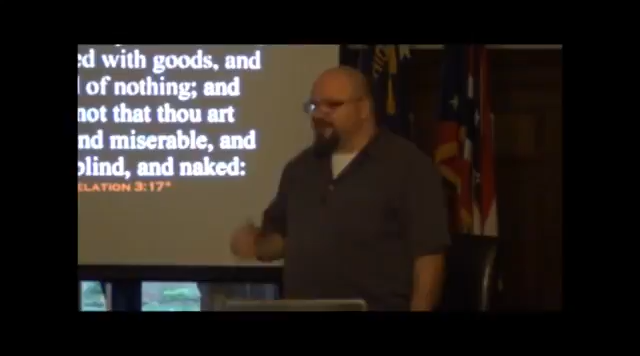 ed with goods, and
of nothing; and
not that thou art
nd miserable, and
blind, and naked:
ELATION 3:17